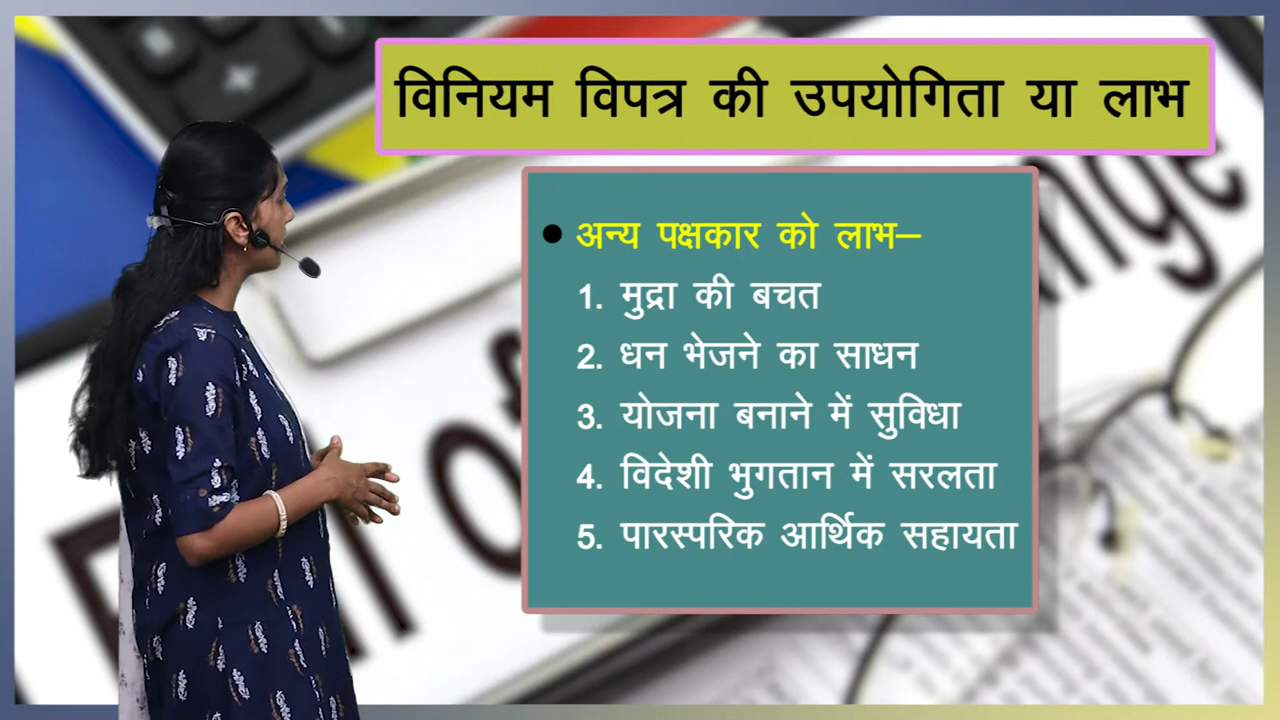 विनियम विपत्र की उपयोगिता या लाभ
• अन्य पक्षकार को लाभ–
1. मुद्रा की बचत
2. धन भेजने का साधन
3. योजना बनाने में सुविधा
4. विदेशी भुगतान में सरलता
5. पारस्परिक आर्थिक सहायता